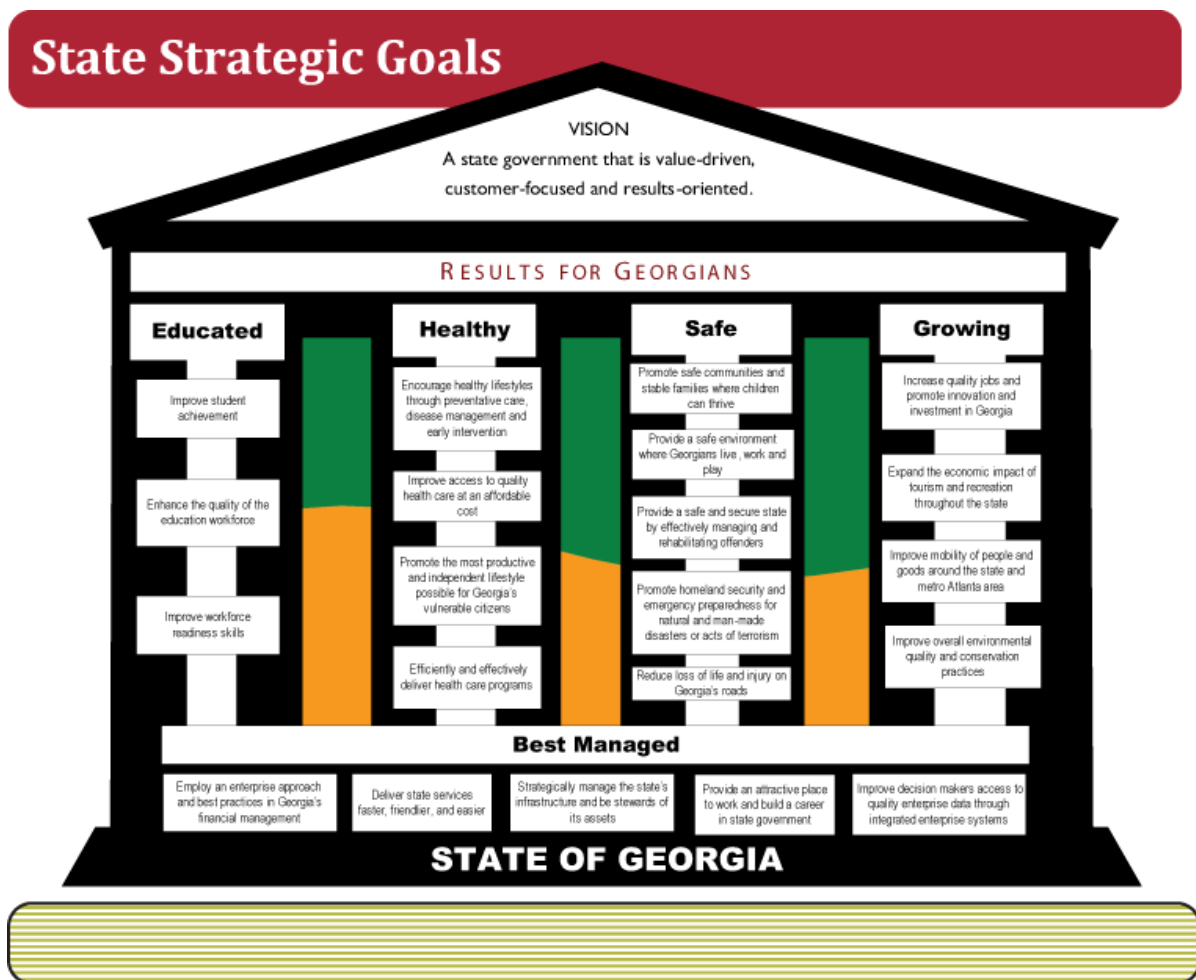 State Strategic Goals
VISION
A state government that is value-driven,
customer-focused and results-oriented.
RESULTS FOR GEORGIANS
Educated
Improve student
achievement
Enhance the quality of the
education workforce
Improve workforce
readiness skills
Healthy
Encourage healthy lifestyles
through preventative care,
disease management and
early intervention
Improve access to quality
health care at an affordable
cost
Promote the most productive
and independent lifestyle
possible for Georgia's
vulnerable citizens
Efficiently and effectively
deliver health care programs
Safe
Promote safe communities and
stable families where children
can thrive
Provide a safe environment
where Georgians live, work and
play
Provide a safe and secure state
by effectively managing and
rehabilitating offenders
Promote homeland security and
emergency preparedness for
natural and man-made
disasters or acts of terrorism
Reduce loss of life and injury on
Georgia's roads
Growing
Increase quality jobs and
promote innovation and
investment in Georgia
Expand the economic impact of
tourism and recreation
throughout the state
Improve mobility of people and
goods around the state and
metro Atlanta area
Improve overall environmental
quality and conservation
practices
Best Managed
Employ an enterprise approach
and best practices in Georgia's
financial management
Deliver state services
faster, friendlier, and easier
Strategically manage the state's
infrastructure and be stewards of
its assets
Provide an attractive place
to work and build a career
in state government
Improve decision makers access to
quality enterprise data through
integrated enterprise systems
STATE OF GEORGIA